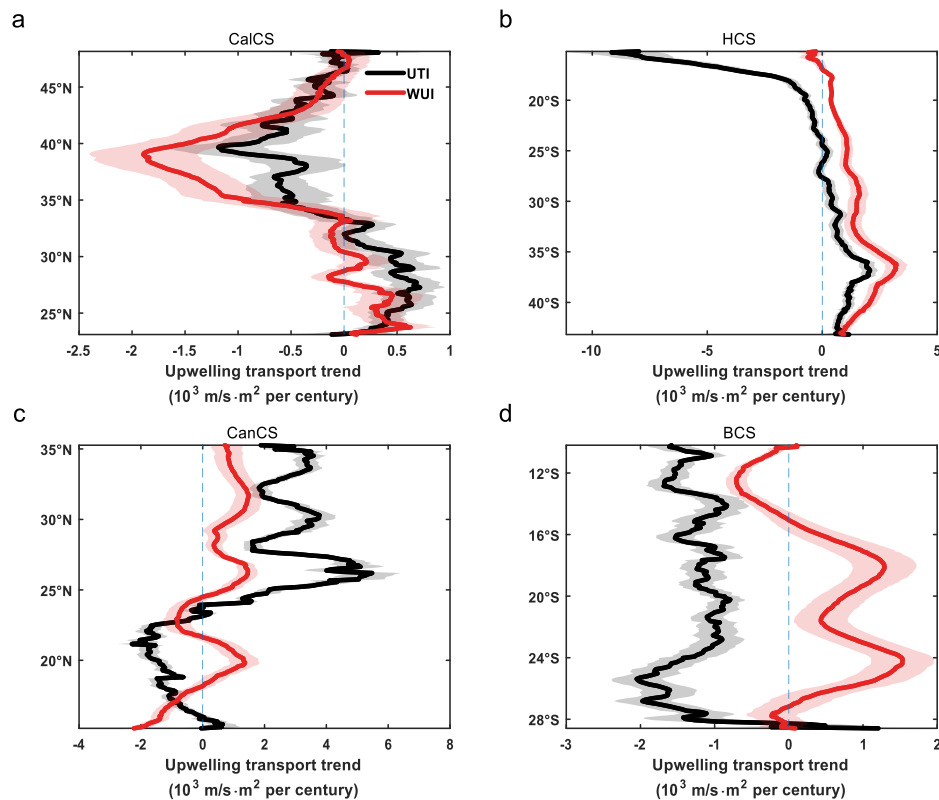 a
CalCS
45°N
40°N
35°N
30°N
25°N
UTI
WUI
-2.5 -2 -1.5 -1 -0.5 0 0.5 1
Upwelling transport trend
(10³ m/s·m² per century)
b
HCS
20°S
25°S
30°S
35°S
40°S
-10 -5 0 5
Upwelling transport trend
(10³ m/s·m² per century)
c
CanCS
35°N
30°N
25°N
20°N
-4 -2 0 2 4 6 8
Upwelling transport trend
(10³ m/s·m² per century)
d
BCS
12°S
16°S
20°S
24°S
28°S
-3 -2 -1 0 1 2
Upwelling transport trend
(10³ m/s·m² per century)